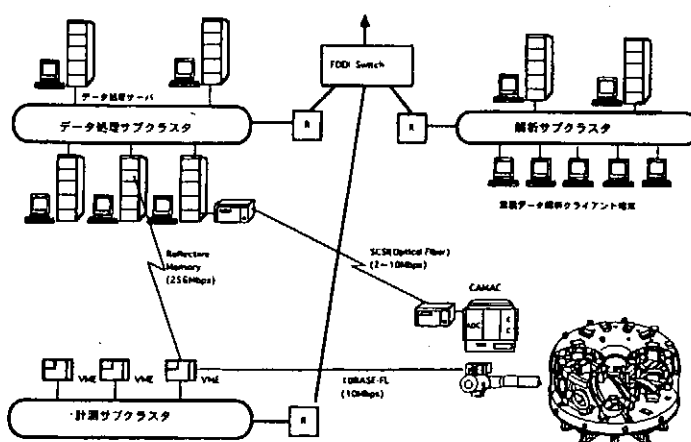 FDDI Switch
データ処理サーバ
データ処理サブクラスタ
R
R
解析サブクラスタ
データ解析クライアント端末
Reflective
Memory
(256Mbps)
SCSI(Optical Fiber)
(2~10Mbps)
CAMAC
ADC
C
C
VME
VME
VME
10BASE-FL
(10Mbps)
計測サブクラスタ
R